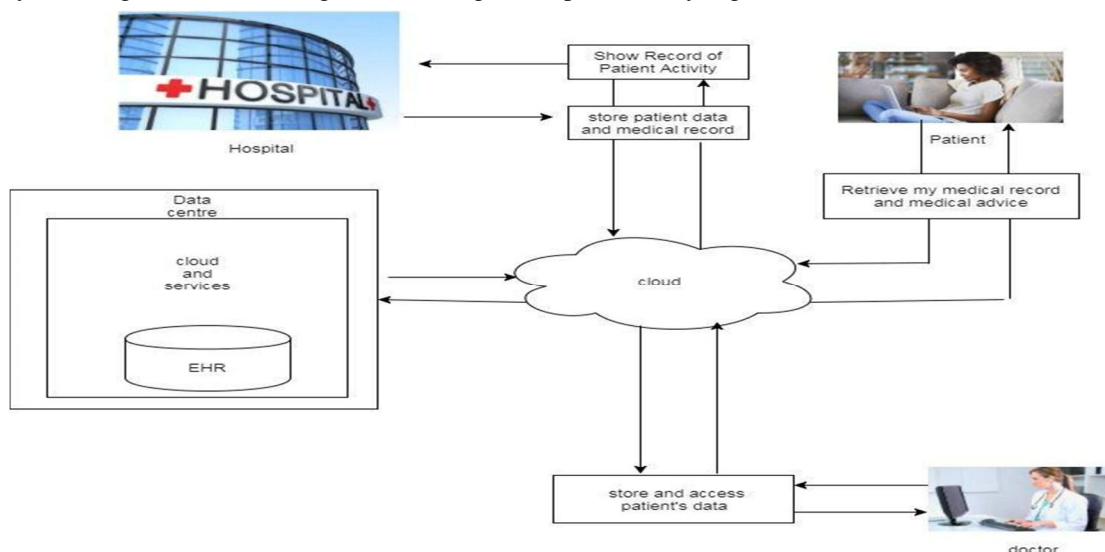 Show Record of
Patient Activity
HOSPITAL
store patient data
and medical record
Hospital
Patient
Retrieve my medical record
and medical advice
Data
centre
cloud
and
services
cloud
EHR
store and access
patient's data
doctor